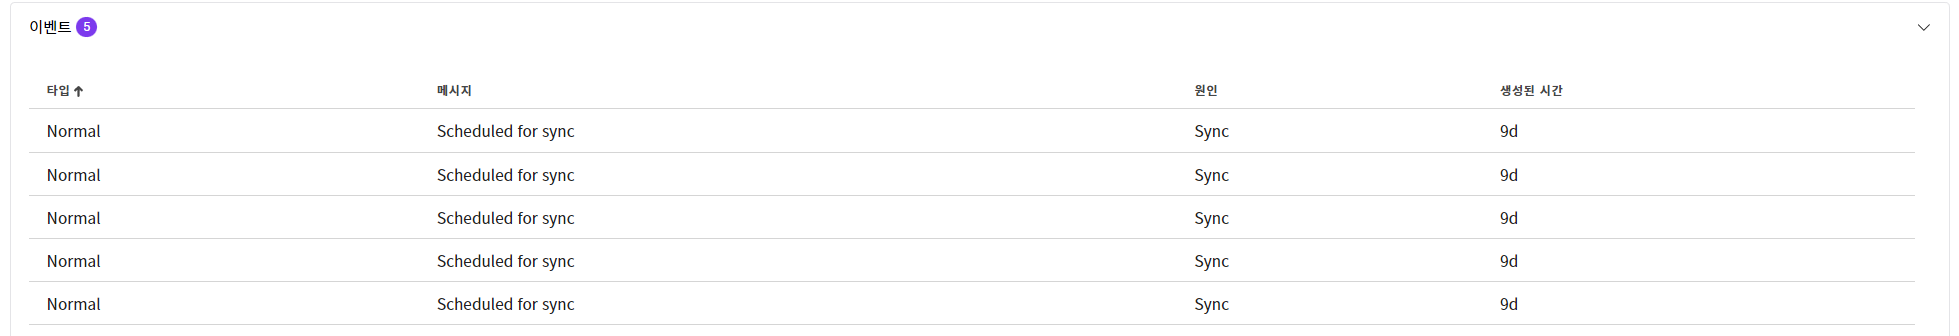 이벤트 5
타입 메시지 원인 생성된 시간
Normal Scheduled for sync Sync 9d
Normal Scheduled for sync Sync 9d
Normal Scheduled for sync Sync 9d
Normal Scheduled for sync Sync 9d
Normal Scheduled for sync Sync 9d